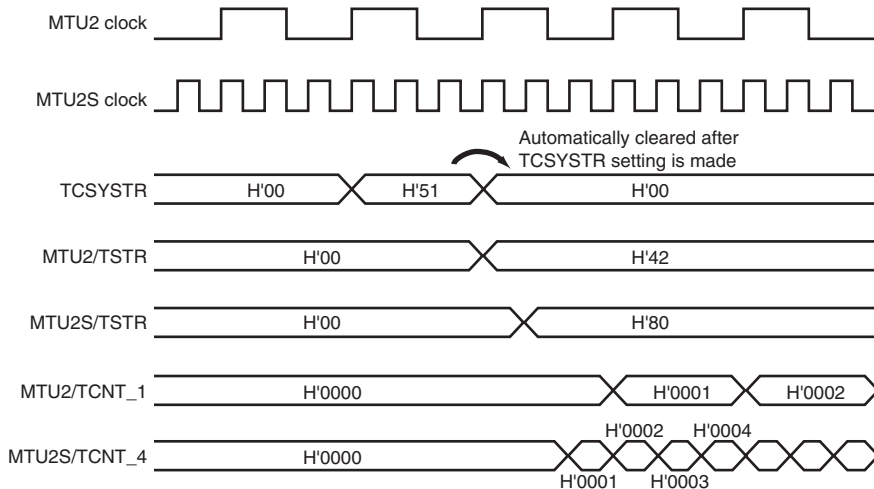 MTU2 clock
MTU2S clock
Automatically cleared after
TCSYSTR setting is made
TCSYSTR
H'00
H'51
H'00
MTU2/TSTR
H'00
H'42
MTU2S/TSTR
H'00
H'80
MTU2/TCNT_1
H'0000
H'0001
H'0002
H'0002
H'0004
MTU2S/TCNT_4
H'0000
H'0001
H'0003